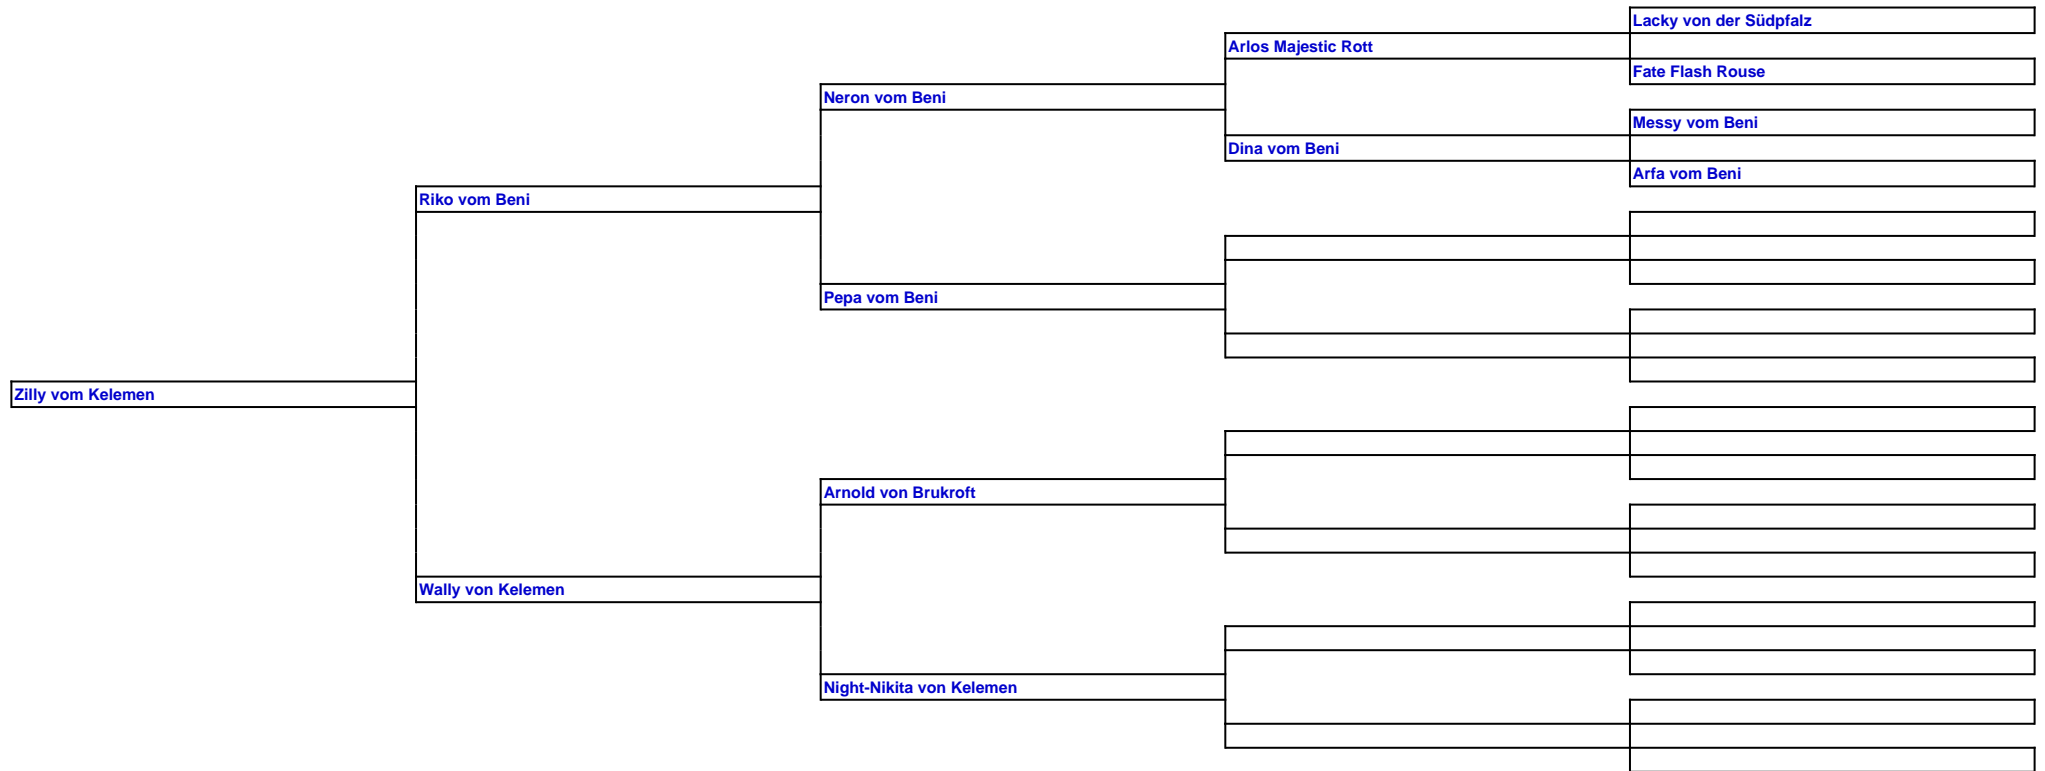 Lacky von der Südpfalz
Arlos Majestic Rott
Fate Flash Rouse
Neron vom Beni
Messy vom Beni
Dina vom Beni
Arfa vom Beni
Riko vom Beni
Pepa vom Beni
Zilly vom Kelemen
Arnold von Brukroft
Wally von Kelemen
Night-Nikita von Kelemen